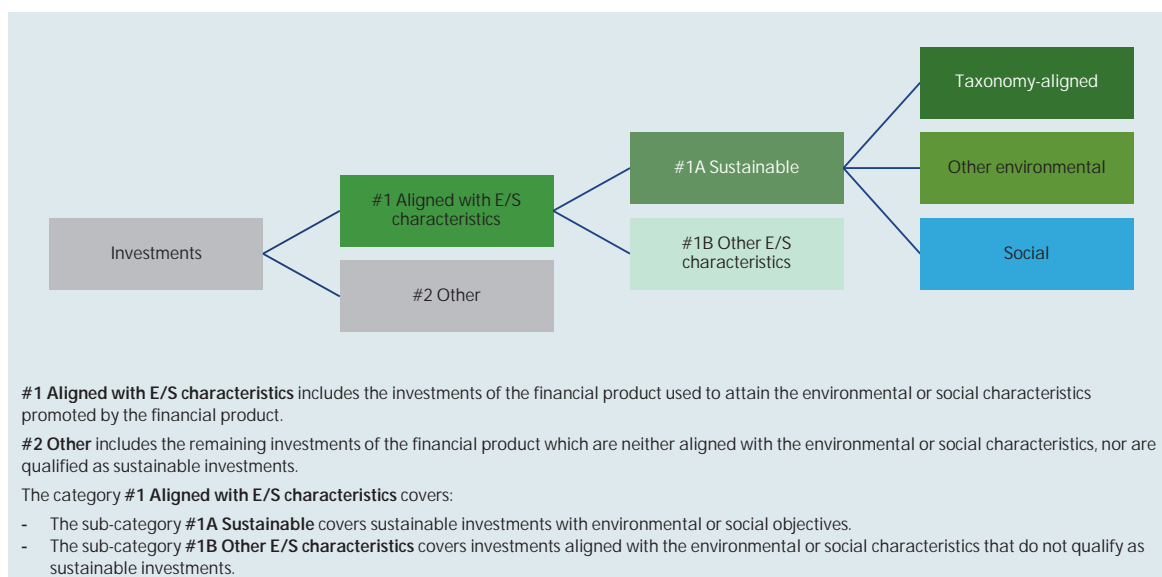 Taxonomy-aligned
#1A Sustainable
Other environmental
#1 Aligned with E/S
characteristics
Investments
#1B Other E/S
characteristics
Social
#2 Other
#1 Aligned with E/S characteristics includes the investments of the financial product used to attain the environmental or social characteristics
promoted by the financial product.
#2 Other includes the remaining investments of the financial product which are neither aligned with the environmental or social characteristics, nor are
qualified as sustainable investments.
The category #1 Aligned with E/S characteristics covers:
- The sub-category #1A Sustainable covers sustainable investments with environmental or social objectives.
- The sub-category #1B Other E/S characteristics covers investments aligned with the environmental or social characteristics that do not qualify as
sustainable investments.